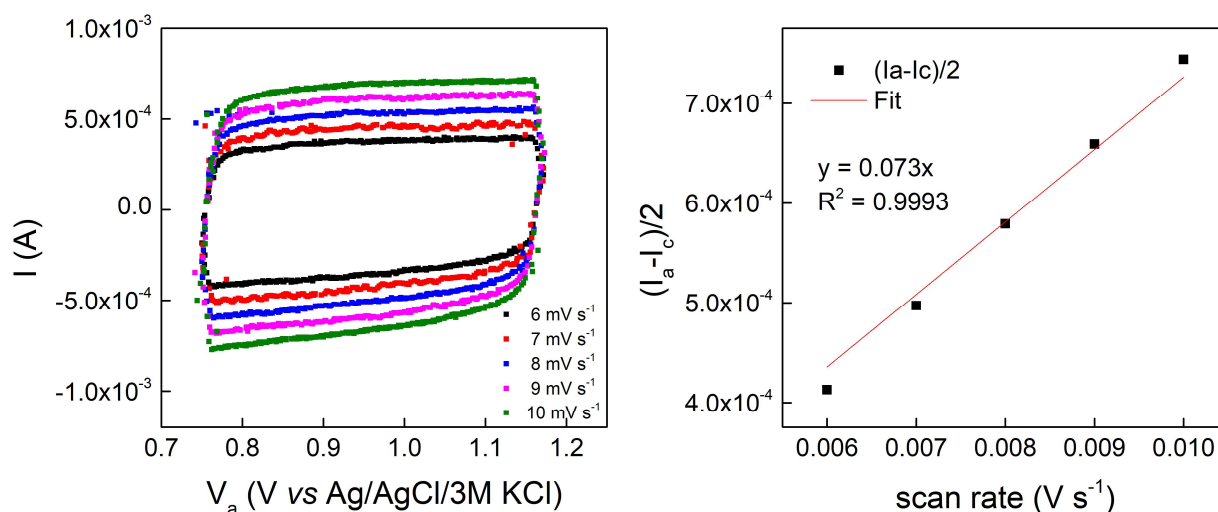 1.0x10⁻³
5.0x10⁻⁴
0.0
-5.0x10⁻⁴
-1.0x10⁻³
I (A)
6 mV s⁻¹
7 mV s⁻¹
8 mV s⁻¹
9 mV s⁻¹
10 mV s⁻¹
0.7 0.8 0.9 1.0 1.1 1.2
Vₐ (V vs Ag/AgCl/3M KCl)
(Ia-Ic)/2
Fit
y = 0.073x
R² = 0.9993
7.0x10⁻⁴
6.0x10⁻⁴
5.0x10⁻⁴
4.0x10⁻⁴
(Iₐ-I_c)/2
0.006 0.007 0.008 0.009 0.010
scan rate (V s⁻¹)